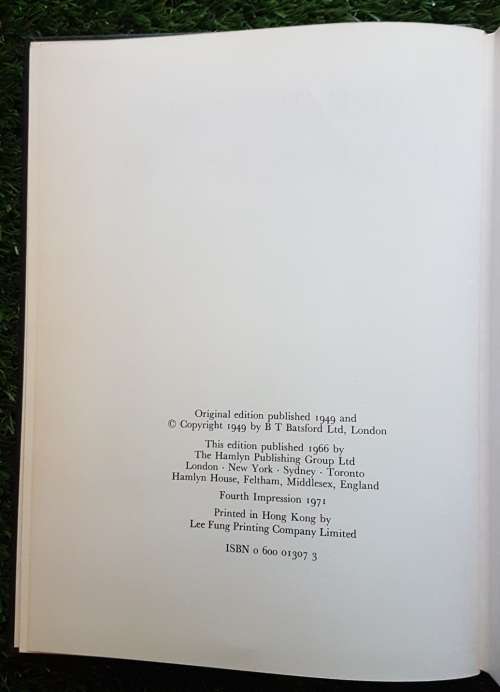 Original edition published 1949 and
© Copyright 1949 by B T Batsford Ltd, London
This edition published 1966 by
The Hamlyn Publishing Group Ltd
London · New York · Sydney · Toronto
Hamlyn House, Feltham, Middlesex, England
Fourth Impression 1971
Printed in Hong Kong by
Lee Fung Printing Company Limited
ISBN 0 600 01307 3